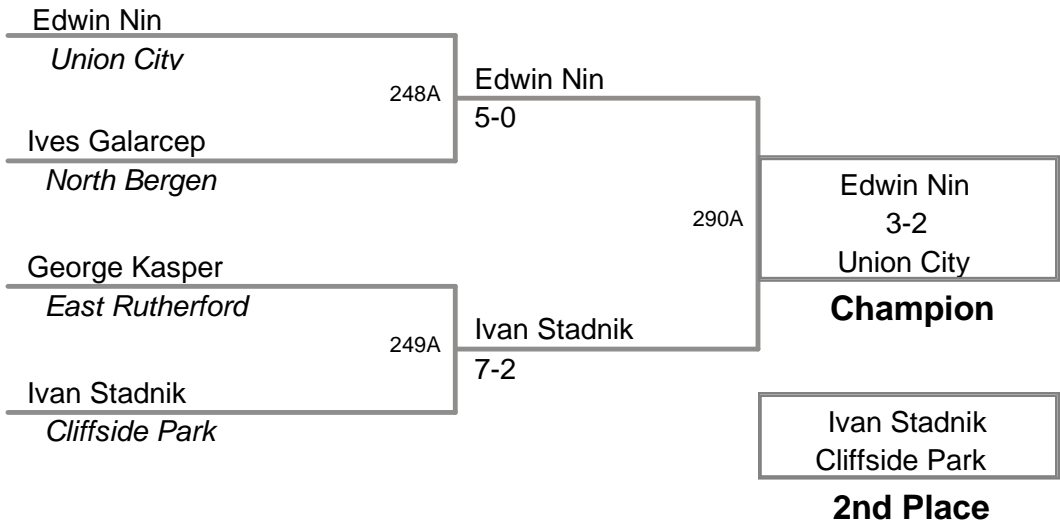 Edwin Nin
Union Citv
248A
Edwin Nin
5-0
Ives Galarcep
North Bergen
290A
Edwin Nin
3-2
Union City
Champion
George Kasper
East Rutherford
249A
Ivan Stadnik
7-2
Ivan Stadnik
Cliffside Park
Ivan Stadnik
Cliffside Park
2nd Place